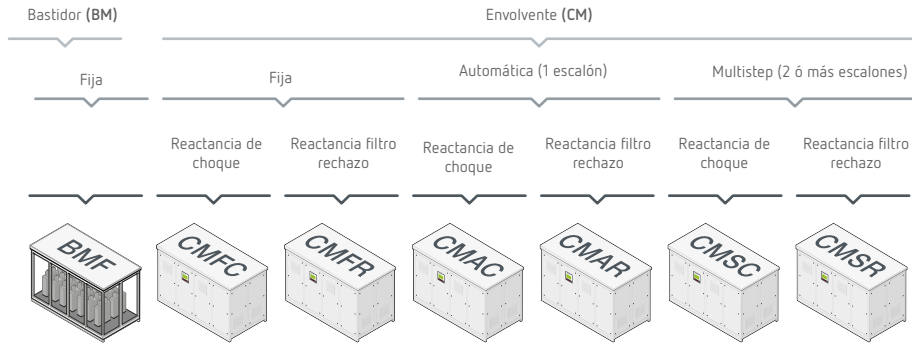 Bastidor (BM)
Envolvente (CM)
Fija
Fija
Automática (1 escalón)
Multistep (2 ó más escalones)
Reactancia de
choque
Reactancia filtro
rechazo
Reactancia de
choque
Reactancia filtro
rechazo
Reactancia de
choque
Reactancia filtro
rechazo
BMF
CMFC
CMFR
CMAC
CMAR
CMSC
CMSR